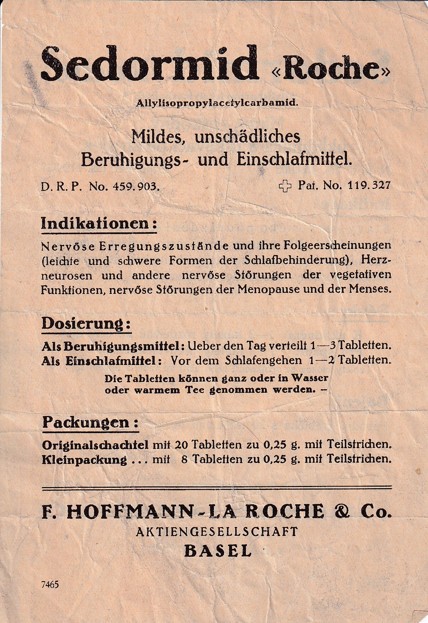 Sedormid «Roche»
Allylisopropylacetylcarbamid.
Mildes, unschädliches
Beruhigungs- und Einschlafmittel.
D. R. P. No. 459.903. Pat. No. 119.327
Indikationen:
Nervöse Erregungszustände und ihre Folgeerscheinungen
(leichte und schwere Formen der Schlafbehinderung), Herz-
neurosen und andere nervöse Störungen der vegetativen
Funktionen, nervöse Störungen der Menopause und der Menses.
Dosierung:
Als Beruhigungsmittel: Ueber den Tag verteilt 1—3 Tabletten.
Als Einschlafmittel: Vor dem Schlafengehen 1—2 Tabletten.
Die Tabletten können ganz oder in Wasser
oder warmem Tee genommen werden. —
Packungen:
Originalschachtel mit 20 Tabletten zu 0,25 g. mit Teilstrichen.
Kleinpackung ... mit 8 Tabletten zu 0,25 g. mit Teilstrichen.
F. HOFFMANN-LA ROCHE & Co.
AKTIENGESELLSCHAFT
BASEL
7465